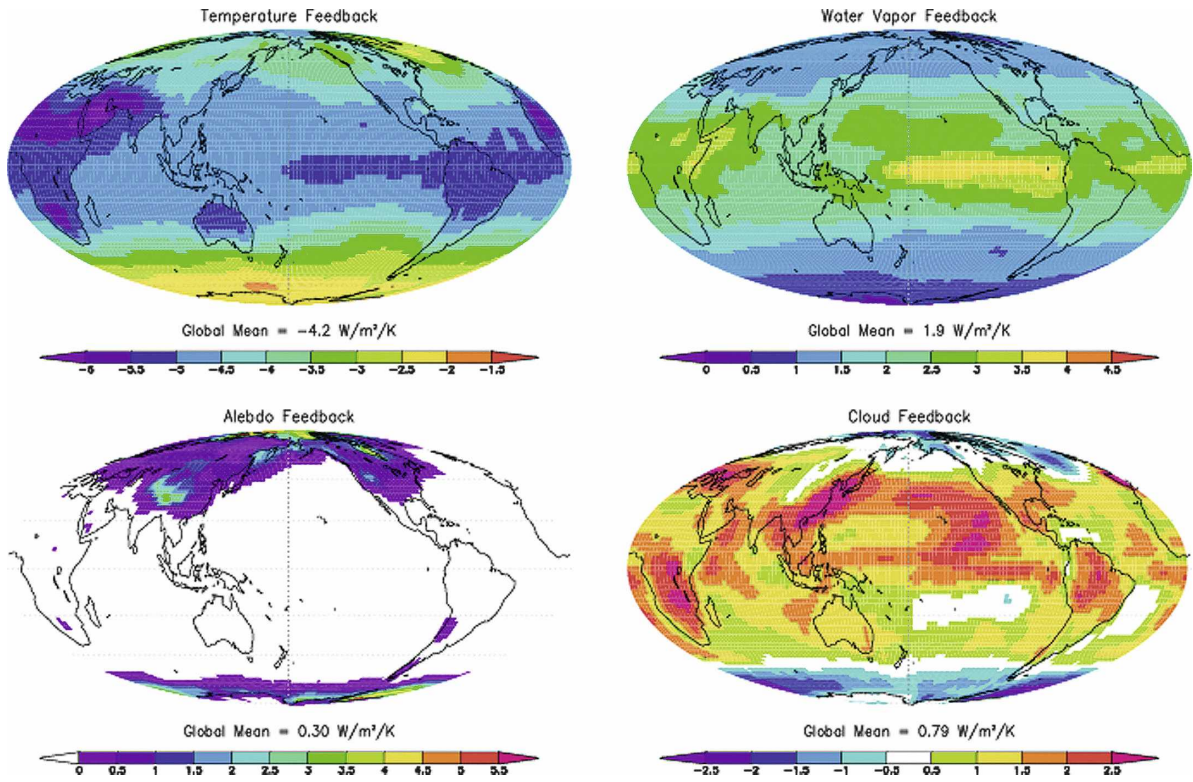 Temperature Feedback
Water Vapor Feedback
Global Mean = −4.2 W/m²/K
Global Mean = 1.9 W/m²/K
−6 −5.5 −5 −4.5 −4 −3.5 −3 −2.5 −2 −1.5
0 0.5 1 1.5 2 2.5 3 3.5 4 4.5
Alebdo Feedback
Cloud Feedback
Global Mean = 0.30 W/m²/K
Global Mean = 0.79 W/m²/K
0 0.5 1 1.5 2 2.5 3 3.5 4 4.5 5 5.5
−2.5 −2 −1.5 −1 −0.5 0.5 1 1.5 2 2.5